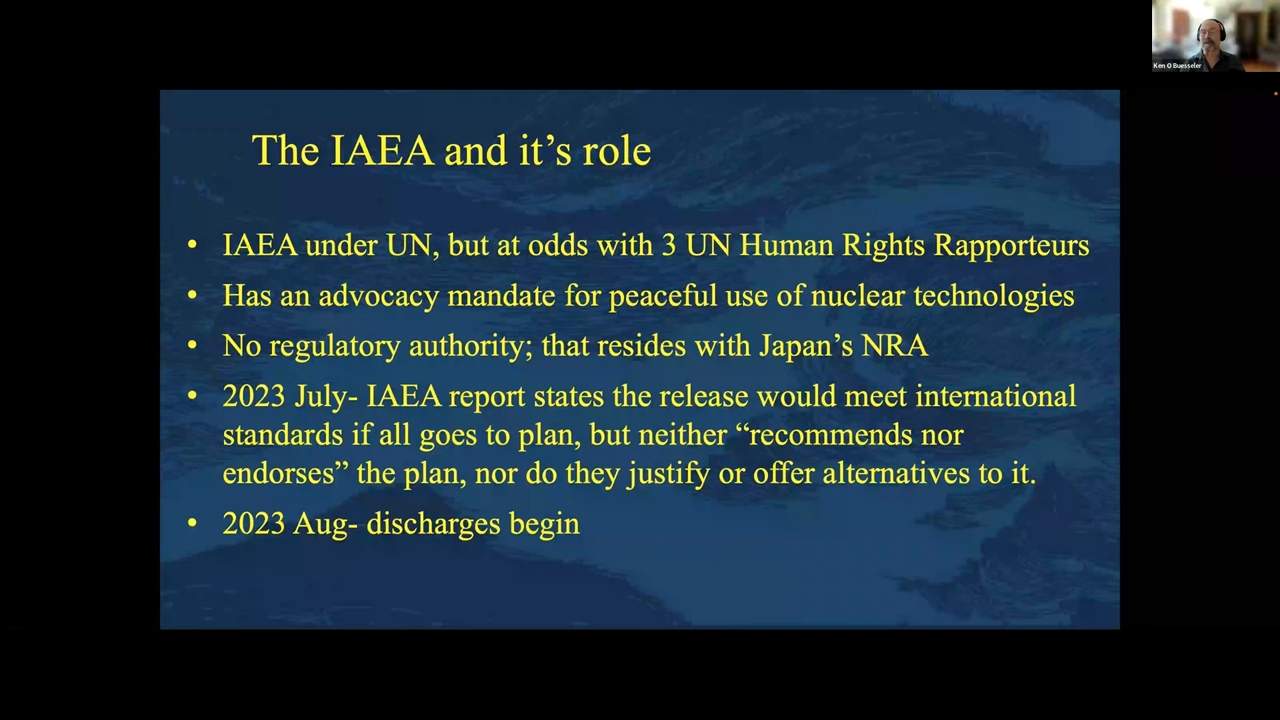 Ken O Buesseler
The IAEA and it’s role
• IAEA under UN, but at odds with 3 UN Human Rights Rapporteurs
• Has an advocacy mandate for peaceful use of nuclear technologies
• No regulatory authority; that resides with Japan’s NRA
• 2023 July- IAEA report states the release would meet international
standards if all goes to plan, but neither “recommends nor
endorses” the plan, nor do they justify or offer alternatives to it.
• 2023 Aug- discharges begin